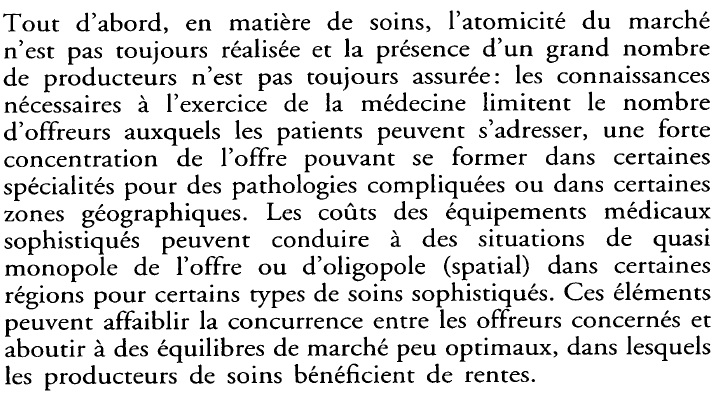 Tout d'abord, en matière de soins, l'atomicité du marché
n'est pas toujours réalisée et la présence d'un grand nombre
de producteurs n'est pas toujours assurée : les connaissances
nécessaires à l'exercice de la médecine limitent le nombre
d'offreurs auxquels les patients peuvent s'adresser, une forte
concentration de l'offre pouvant se former dans certaines
spécialités pour des pathologies compliquées ou dans certaines
zones géographiques. Les coûts des équipements médicaux
sophistiqués peuvent conduire à des situations de quasi
monopole de l'offre ou d'oligopole (spatial) dans certaines
régions pour certains types de soins sophistiqués. Ces éléments
peuvent affaiblir la concurrence entre les offreurs concernés et
aboutir à des équilibres de marché peu optimaux, dans lesquels
les producteurs de soins bénéficient de rentes.